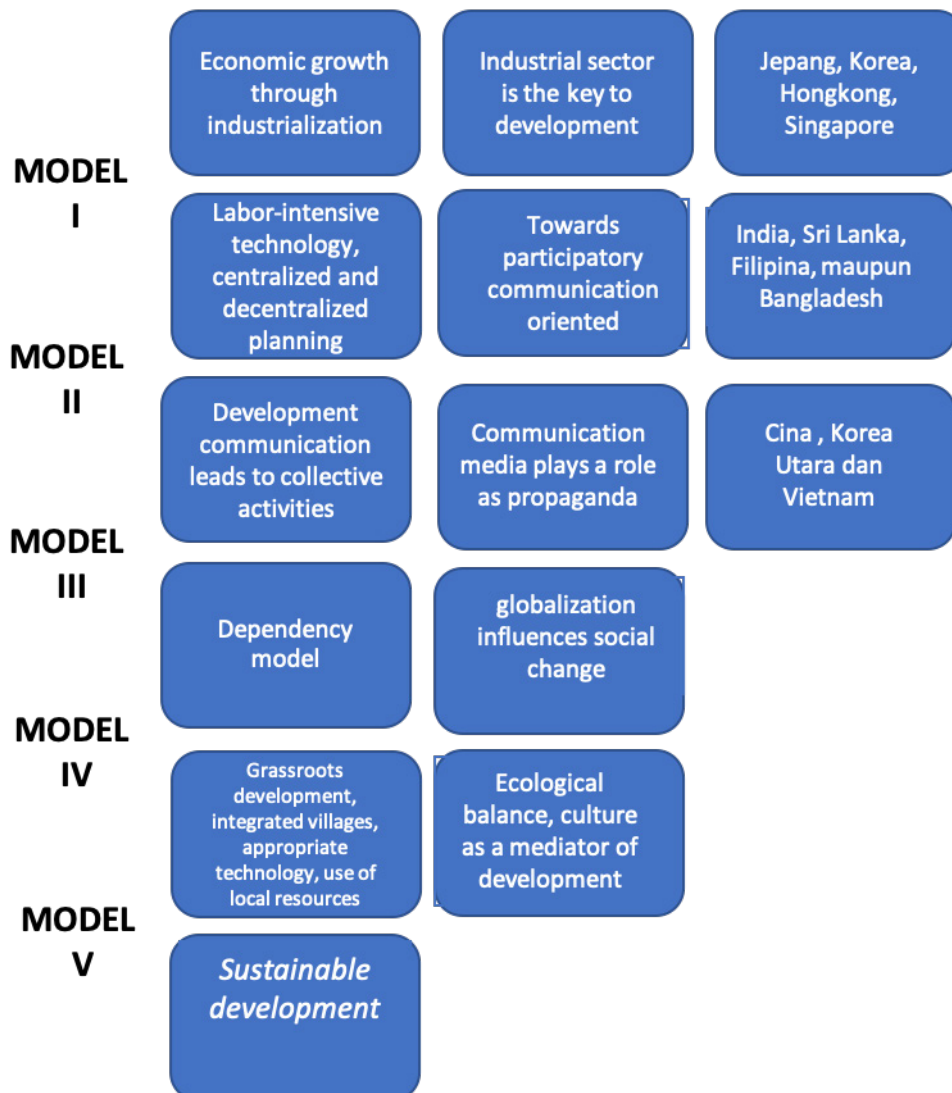 Economic growth
through
industrialization
Industrial sector
is the key to
development
Jepang, Korea,
Hongkong,
Singapore
MODEL
I
Labor-intensive
technology,
centralized and
decentralized
planning
Towards
participatory
communication
oriented
India, Sri Lanka,
Filipina, maupun
Bangladesh
MODEL
II
Development
communication
leads to collective
activities
Communication
media plays a role
as propaganda
Cina , Korea
Utara dan
Vietnam
MODEL
III
Dependency
model
globalization
influences social
change
MODEL
IV
Grassroots
development,
integrated villages,
appropriate
technology, use of
local resources
Ecological
balance, culture
as a mediator of
development
MODEL
V
Sustainable
development